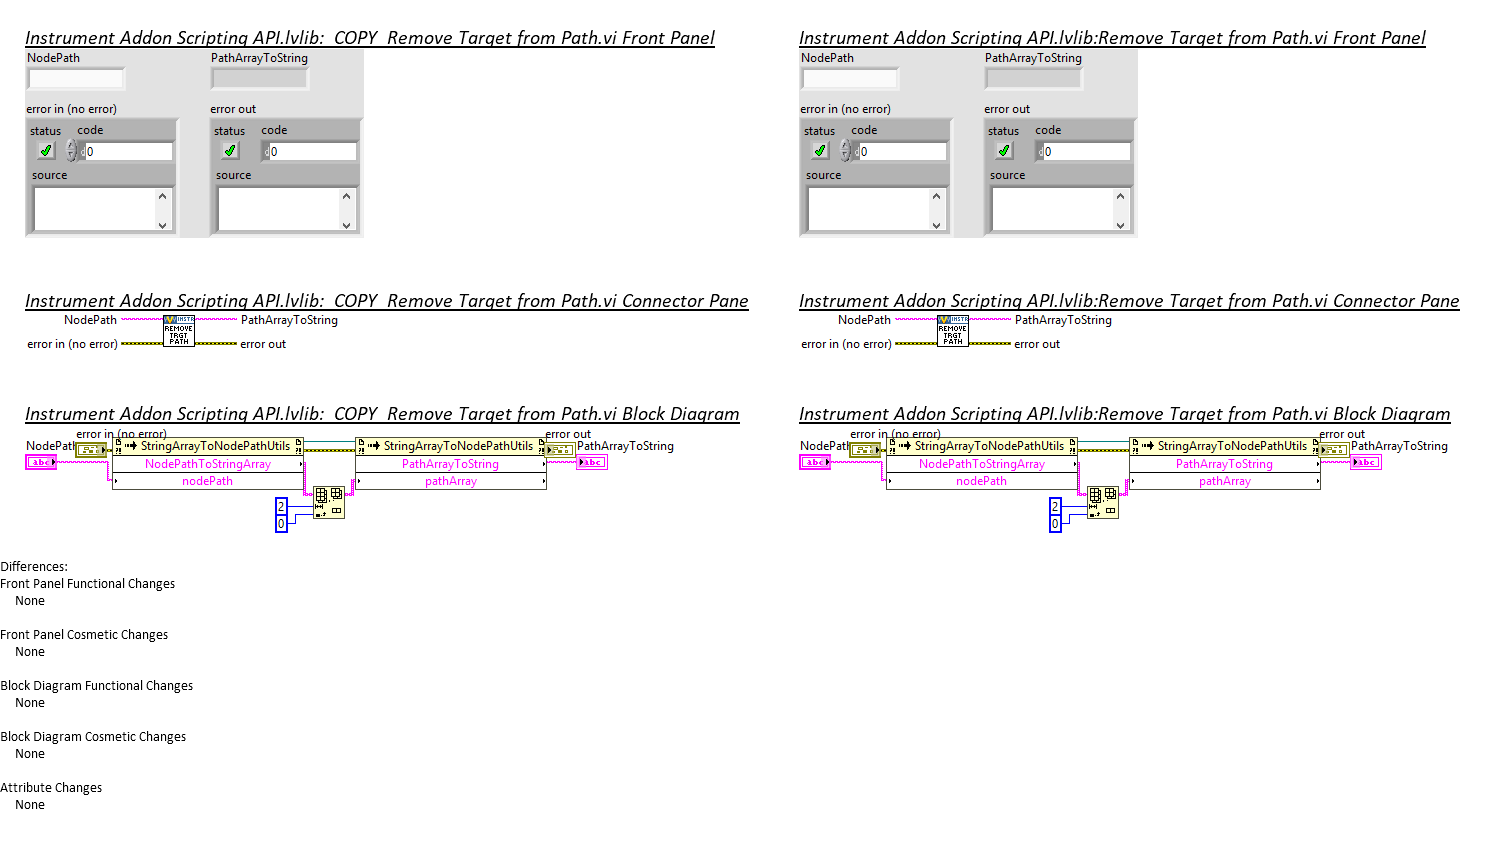 Instrument Addon Scripting API.lvlib:  COPY  Remove Target from Path.vi Front Panel
NodePath
PathArrayToString
error in (no error)
error out
status
code
0
status
code
0
source
source
Instrument Addon Scripting API.lvlib:Remove Target from Path.vi Front Panel
NodePath
PathArrayToString
error in (no error)
error out
status
code
0
status
code
0
source
source
Instrument Addon Scripting API.lvlib:  COPY  Remove Target from Path.vi Connector Pane
NodePath
INSTR
REMOVE
TRGT
PATH
PathArrayToString
error in (no error)
error out
Instrument Addon Scripting API.lvlib:Remove Target from Path.vi Connector Pane
NodePath
INSTR
REMOVE
TRGT
PATH
PathArrayToString
error in (no error)
error out
Instrument Addon Scripting API.lvlib:  COPY  Remove Target from Path.vi Block Diagram
error in (no error)
error out
NodePath
StringArrayToNodePathUtils
StringArrayToNodePathUtils
PathArrayToString
abc
NodePathToStringArray
PathArrayToString
abc
nodePath
pathArray
2
0
Instrument Addon Scripting API.lvlib:Remove Target from Path.vi Block Diagram
error in (no error)
error out
NodePath
StringArrayToNodePathUtils
StringArrayToNodePathUtils
PathArrayToString
abc
NodePathToStringArray
PathArrayToString
abc
nodePath
pathArray
2
0
Differences:
Front Panel Functional Changes
None
Front Panel Cosmetic Changes
None
Block Diagram Functional Changes
None
Block Diagram Cosmetic Changes
None
Attribute Changes
None